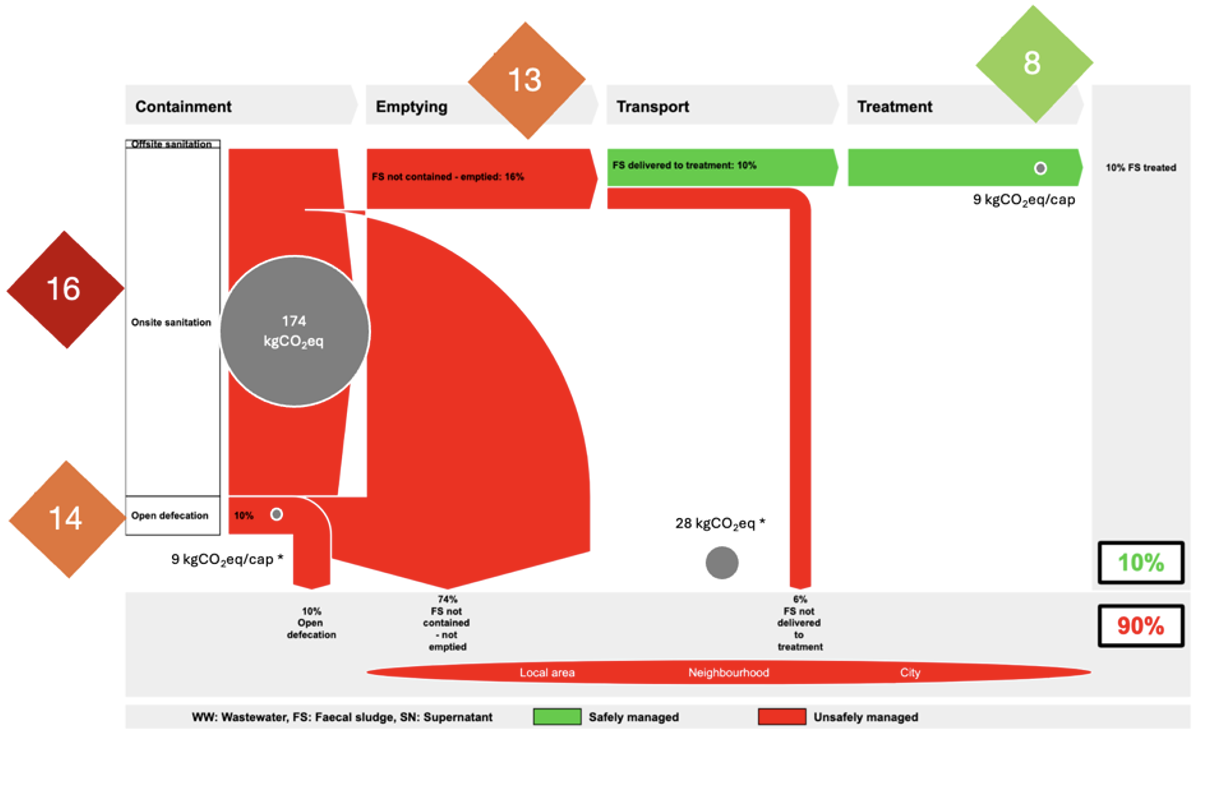 13
8
Containment
Emptying
Transport
Treatment
Offsite sanitation
FS not contained - emptied: 16%
FS delivered to treatment: 10%
10% FS treated
9 kgCO₂eq/cap
16
174
kgCO₂eq
Onsite sanitation
14
Open defecation
10%
9 kgCO₂eq/cap *
28 kgCO₂eq *
10%
90%
10%
Open
defecation
74%
FS not
contained
- not
emptied
6%
FS not
delivered
to
treatment
Local area
Neighbourhood
City
WW: Wastewater, FS: Faecal sludge, SN: Supernatant
Safely managed
Unsafely managed